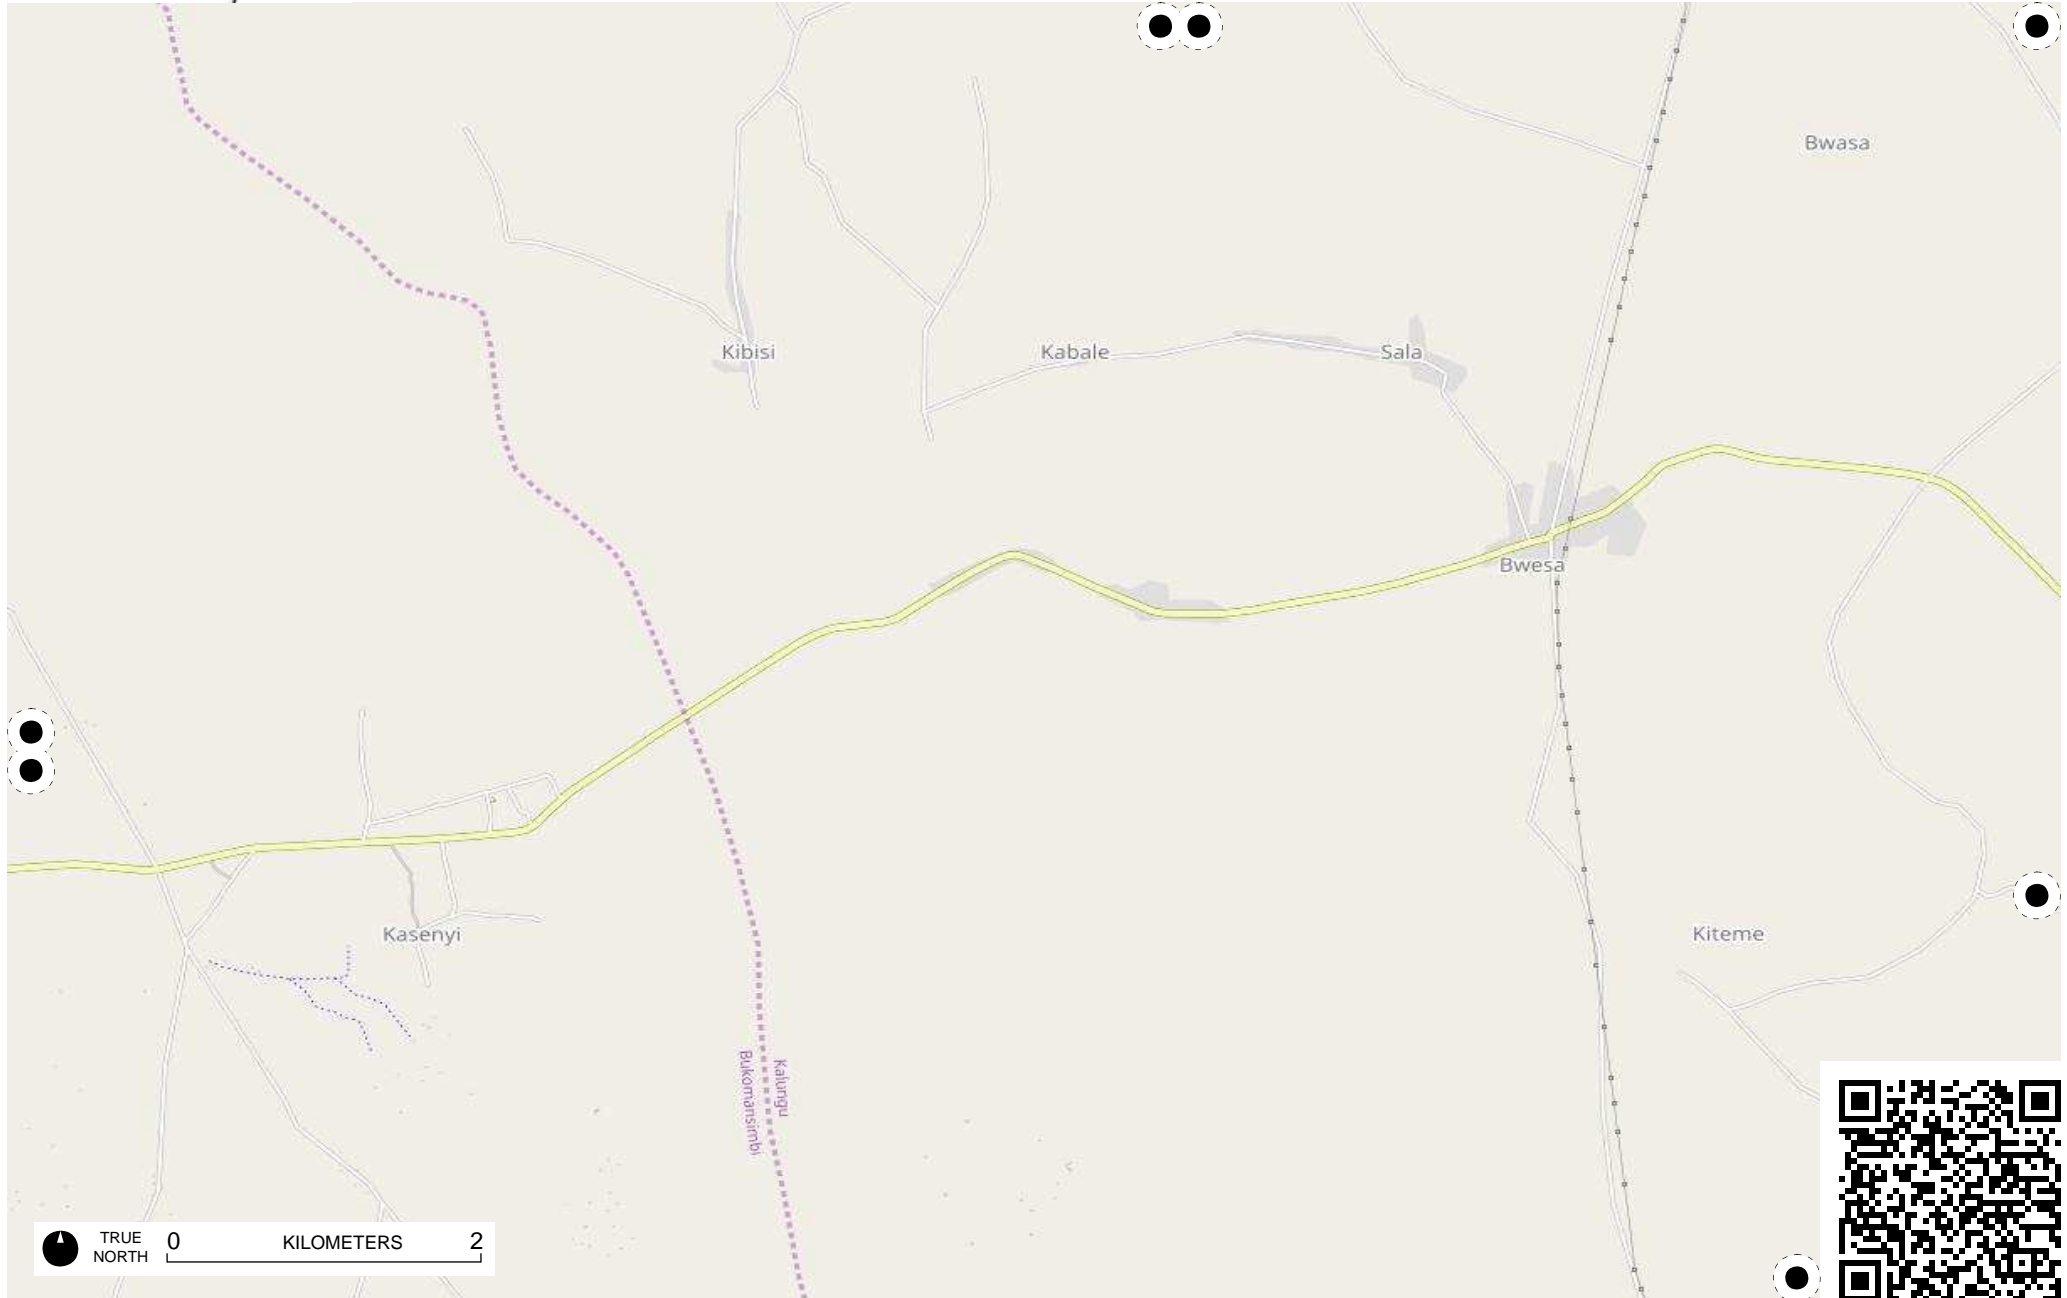 Bwasa
Kibisi
Kabale
Sala
Bwesa
Kasenyi
Kiteme
Kalungu
Bukomansimbi
TRUE
NORTH
0 KILOMETERS 2